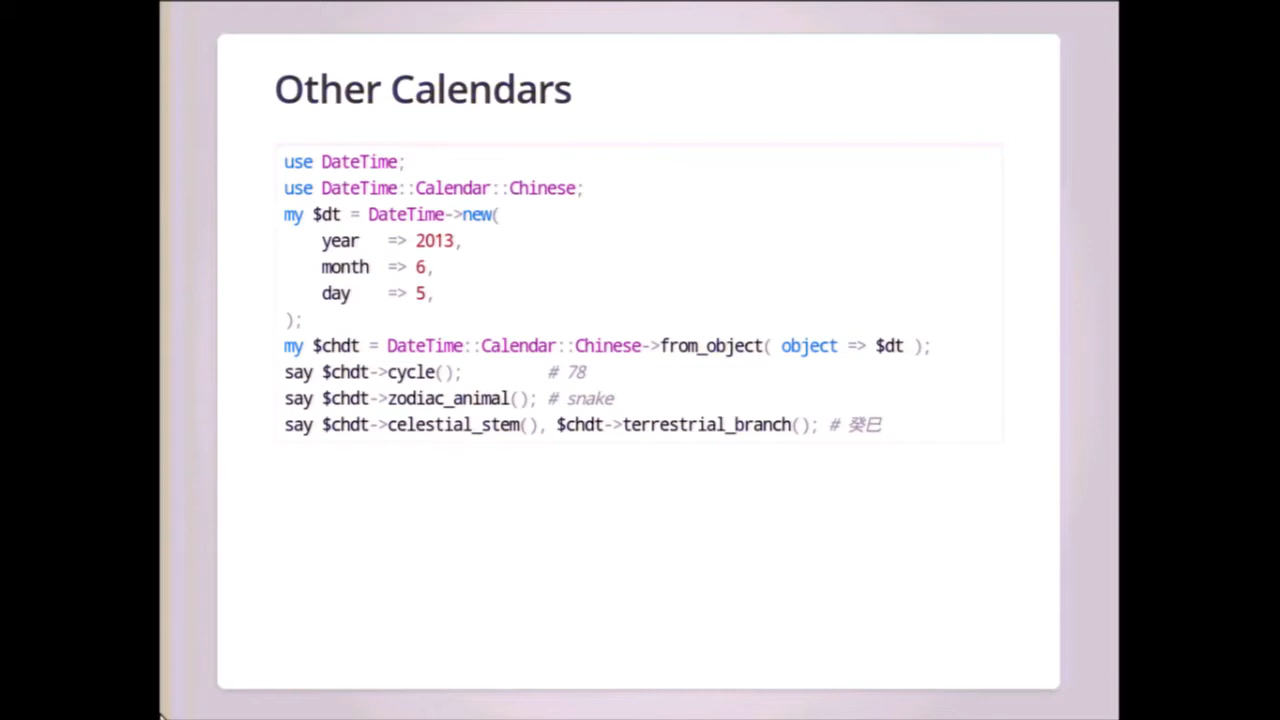 Other Calendars
use DateTime;
use DateTime::Calendar::Chinese;
my $dt = DateTime->new(
    year   => 2013,
    month  => 6,
    day    => 5,
);
my $chdt = DateTime::Calendar::Chinese->from_object( object => $dt );
say $chdt->cycle();         # 78
say $chdt->zodiac_animal(); # snake
say $chdt->celestial_stem(), $chdt->terrestrial_branch(); # 癸巳